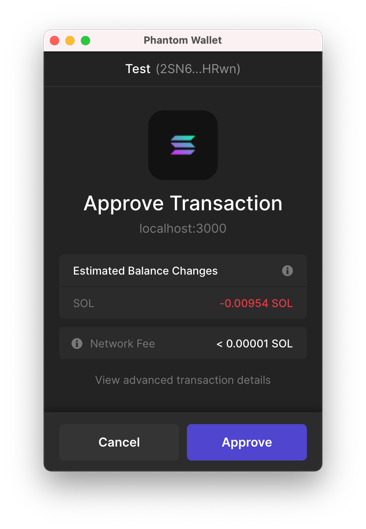 Phantom Wallet
Test (2SN6...HRwn)
Approve Transaction
localhost:3000
Estimated Balance Changes
SOL -0.00954 SOL
Network Fee < 0.00001 SOL
View advanced transaction details
Cancel Approve